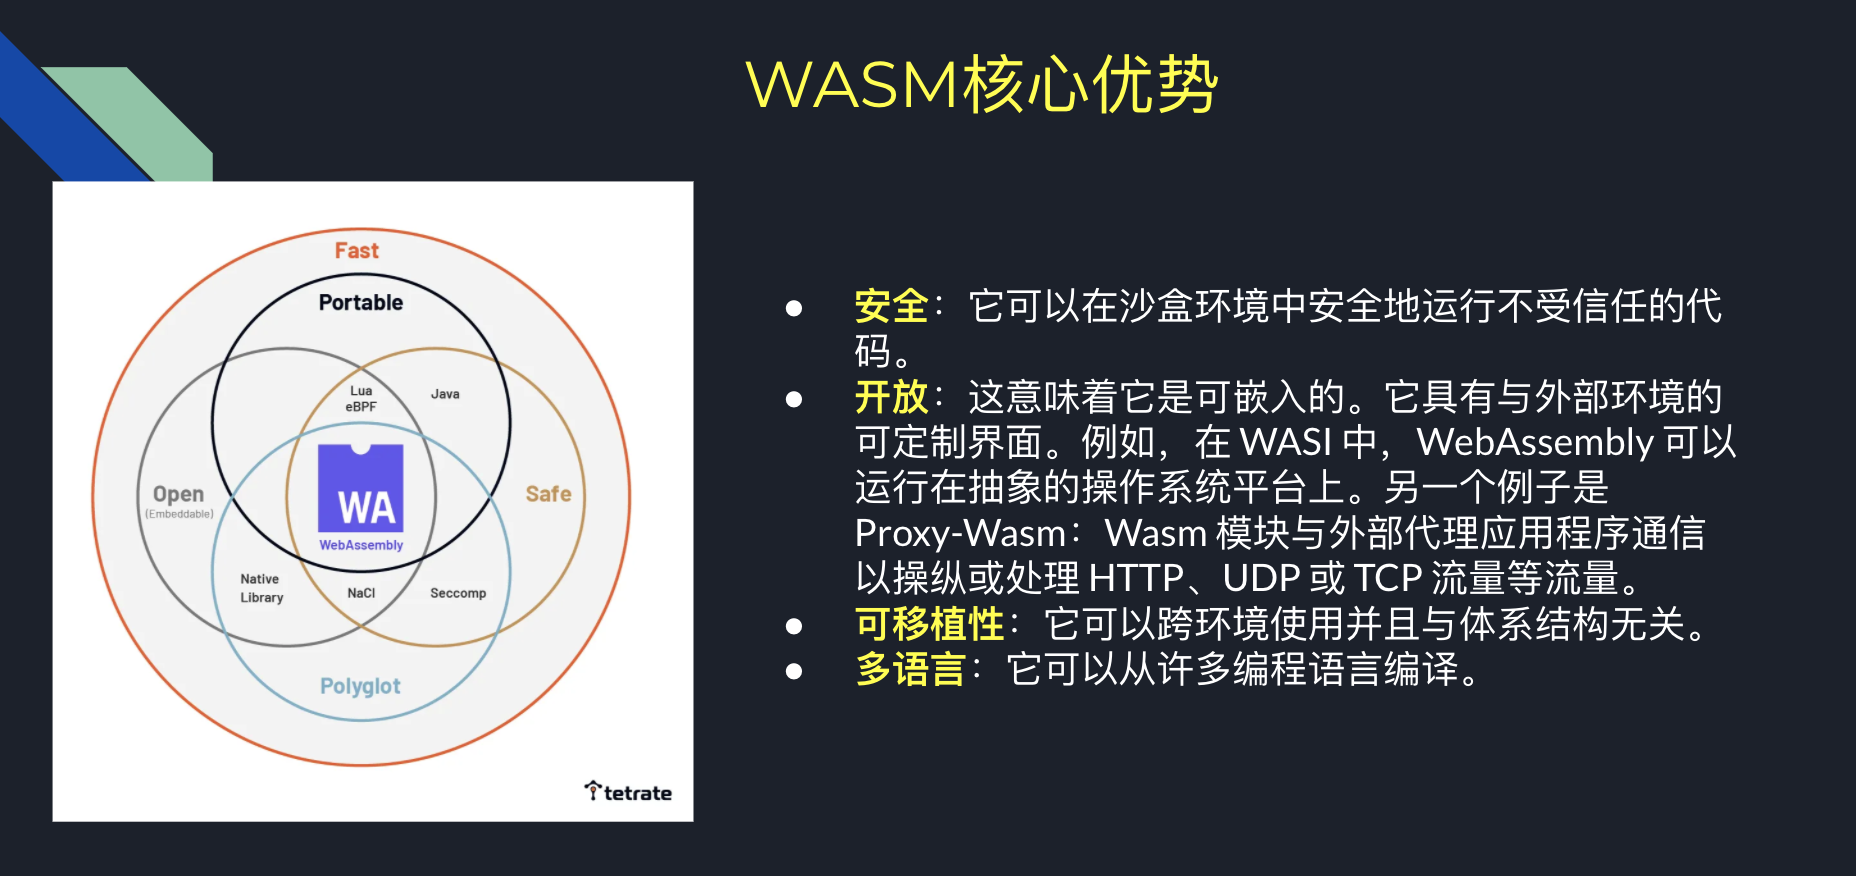 WASM核心优势
Fast
Portable
Lua
eBPF
Java
Open
(Embeddable)
WA
WebAssembly
Safe
Native
Library
NaCl
Seccomp
Polyglot
tetrate
● 安全：它可以在沙盒环境中安全地运行不受信任的代
码。
● 开放：这意味着它是可嵌入的。它具有与外部环境的
可定制界面。例如，在 WASI 中，WebAssembly 可以
运行在抽象的操作系统平台上。另一个例子是
Proxy-Wasm：Wasm 模块与外部代理应用程序通信
以操纵或处理 HTTP、UDP 或 TCP 流量等流量。
● 可移植性：它可以跨环境使用并且与体系结构无关。
● 多语言：它可以从许多编程语言编译。